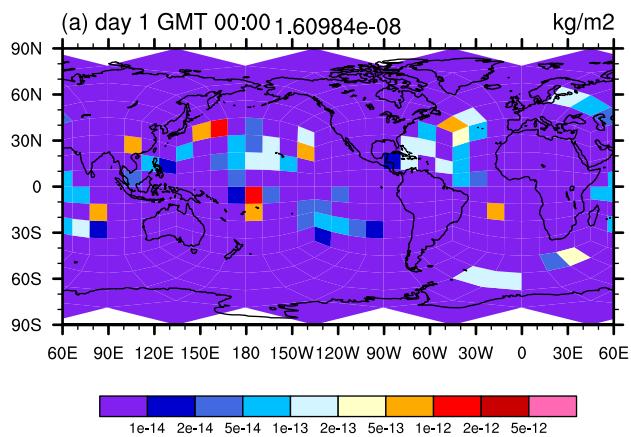 (a) day 1 GMT 00:00 1.60984e-08 kg/m2
90N
60N
30N
0
30S
60S
90S
60E 90E 120E 150E 180 150W 120W 90W 60W 30W 0 30E 60E
1e-14 2e-14 5e-14 1e-13 2e-13 5e-13 1e-12 2e-12 5e-12